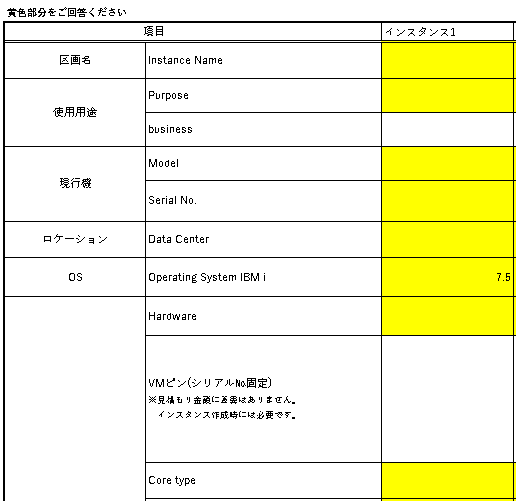 黄色部分をご回答ください
項目 インスタンス1
区画名 Instance Name
使用用途 Purpose
business
現行機 Model
Serial No.
ロケーション Data Center
OS Operating System IBM i 7.5
Hardware
VMピン(シリアル№固定)
※見積もり金額に差異はありません。
インスタンス作成時には必要です。
Core type